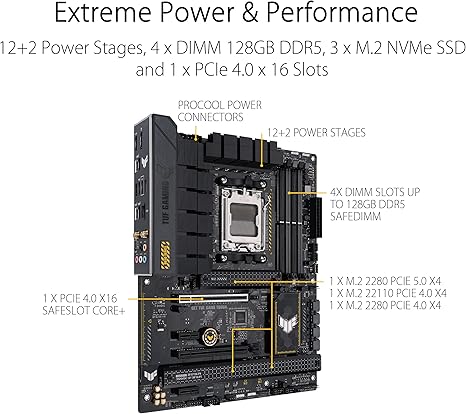 Extreme Power & Performance
12+2 Power Stages, 4 x DIMM 128GB DDR5, 3 x M.2 NVMe SSD
and 1 x PCIe 4.0 x 16 Slots
PROCOOL POWER
CONNECTORS
12+2 POWER STAGES
TUF GAMING
4X DIMM SLOTS UP
TO 128GB DDR5
SAFEDIMM
1 X PCIE 4.0 X16
SAFESLOT CORE+
1 X M.2 2280 PCIE 5.0 X4
1 X M.2 22110 PCIE 4.0 X4
1 X M.2 2280 PCIE 4.0 X4